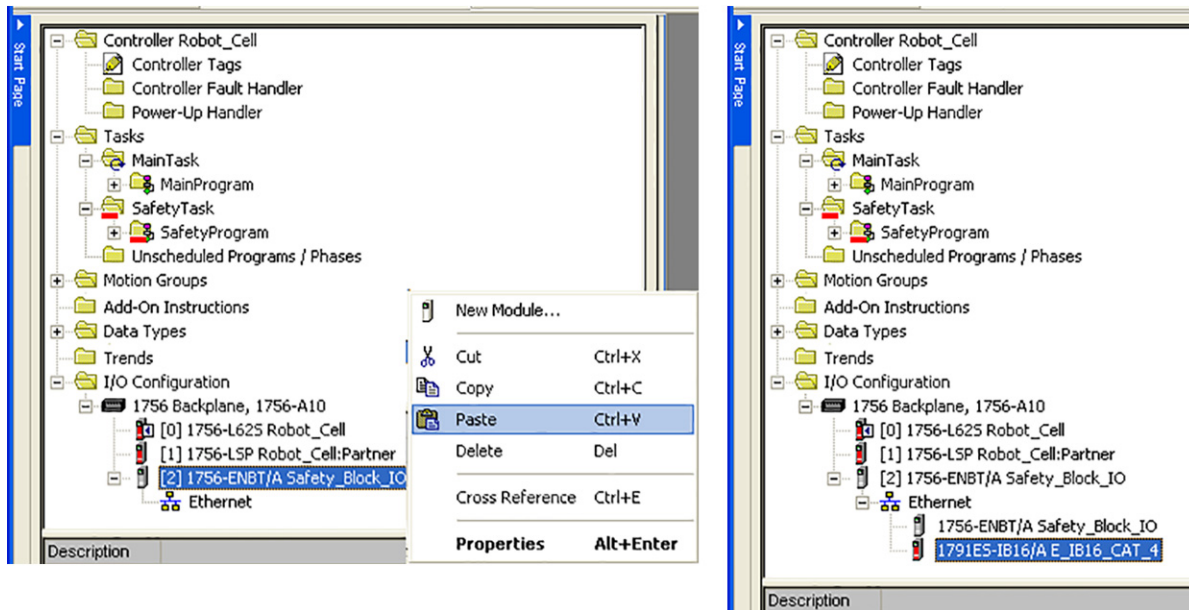 Start Page
Controller Robot_Cell
Controller Tags
Controller Fault Handler
Power-Up Handler
Tasks
MainTask
MainProgram
SafetyTask
SafetyProgram
Unscheduled Programs / Phases
Motion Groups
Add-On Instructions
Data Types
Trends
I/O Configuration
1756 Backplane, 1756-A10
[0] 1756-L62S Robot_Cell
[1] 1756-LSP Robot_Cell:Partner
[2] 1756-ENBT/A Safety_Block_IO
Ethernet
Description
New Module...
Cut Ctrl+X
Copy Ctrl+C
Paste Ctrl+V
Delete Del
Cross Reference Ctrl+E
Properties Alt+Enter
Start Page
Controller Robot_Cell
Controller Tags
Controller Fault Handler
Power-Up Handler
Tasks
MainTask
MainProgram
SafetyTask
SafetyProgram
Unscheduled Programs / Phases
Motion Groups
Add-On Instructions
Data Types
Trends
I/O Configuration
1756 Backplane, 1756-A10
[0] 1756-L62S Robot_Cell
[1] 1756-LSP Robot_Cell:Partner
[2] 1756-ENBT/A Safety_Block_IO
Ethernet
1756-ENBT/A Safety_Block_IO
1791ES-IB16/A E_IB16_CAT_4
Description